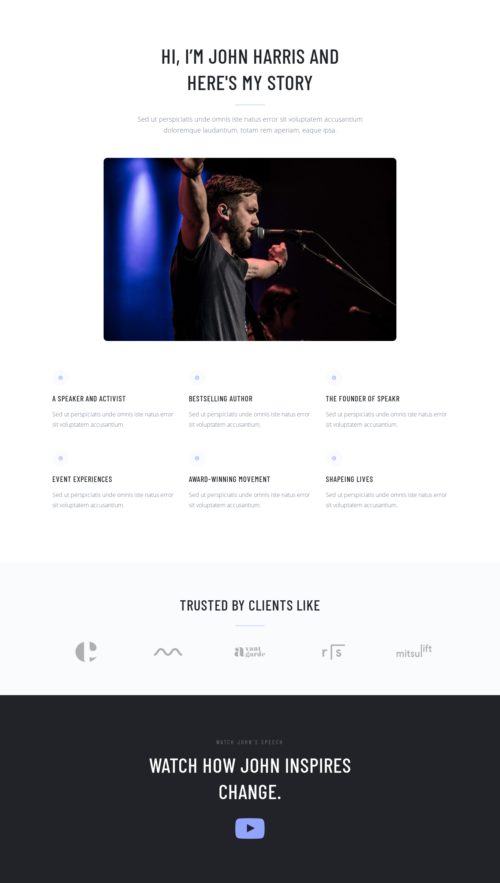 HI, I'M JOHN HARRIS AND
HERE'S MY STORY
Sed ut perspiciatis unde omnis iste natus error sit voluptatem accusantium
doloremque laudantium, totam rem aperiam, eaque ipsa.
A SPEAKER AND ACTIVIST
Sed ut perspiciatis unde omnis iste natus error
sit voluptatem accusantium.
BESTSELLING AUTHOR
Sed ut perspiciatis unde omnis iste natus error
sit voluptatem accusantium.
THE FOUNDER OF SPEAKR
Sed ut perspiciatis unde omnis iste natus error
sit voluptatem accusantium.
EVENT EXPERIENCES
Sed ut perspiciatis unde omnis iste natus error
sit voluptatem accusantium.
AWARD-WINNING MOVEMENT
Sed ut perspiciatis unde omnis iste natus error
sit voluptatem accusantium.
SHAPEING LIVES
Sed ut perspiciatis unde omnis iste natus error
sit voluptatem accusantium.
TRUSTED BY CLIENTS LIKE
avant
garde
r s
mitsulift
WATCH JOHN'S SPEECH
WATCH HOW JOHN INSPIRES
CHANGE.